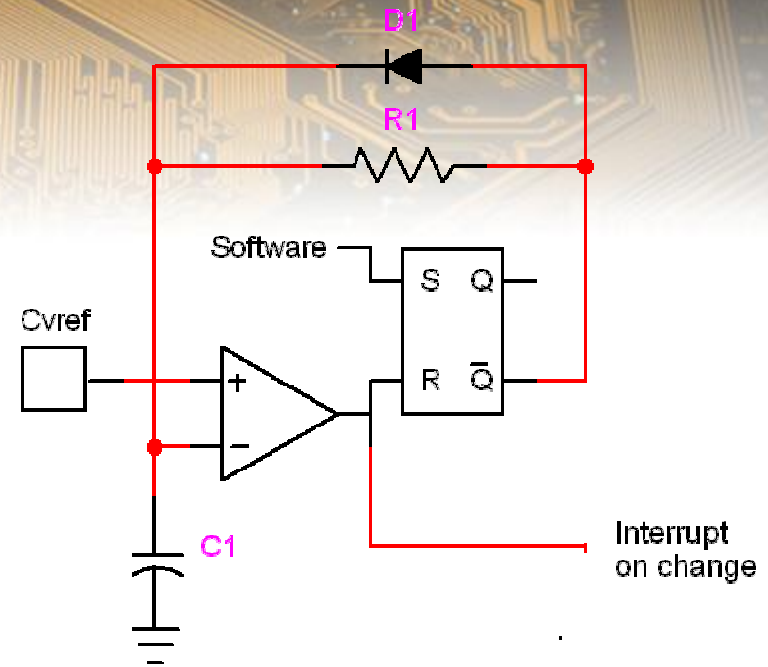 D1
R1
Software
S Q
Cvref
+
R Q̅
−
C1
Interrupt
on change